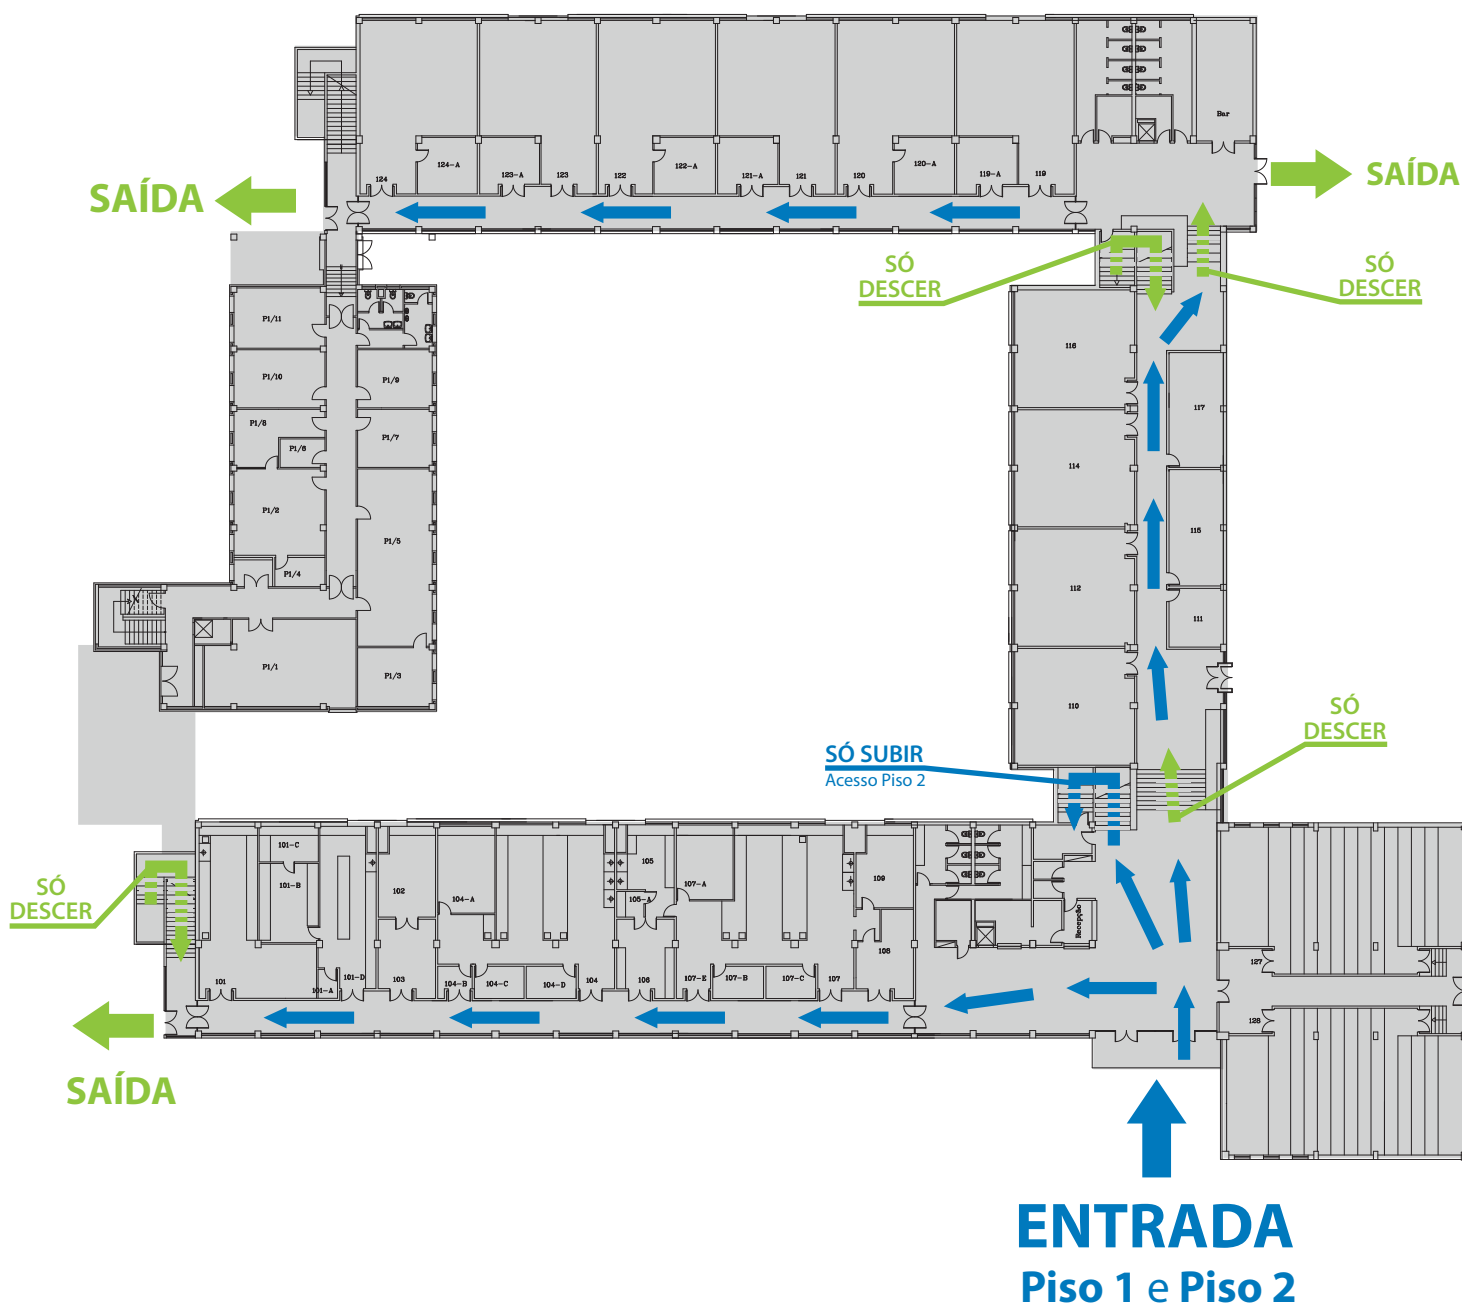 Bar
124
124-A
123-A
123
122
122-A
121-A
121
120
120-A
119-A
119
SAÍDA
SAÍDA
SÓ
DESCER
SÓ
DESCER
P1/11
P1/10
P1/9
P1/8
P1/6
P1/7
P1/2
P1/5
P1/4
P1/1
P1/3
116
117
114
115
112
111
110
SÓ
DESCER
SÓ SUBIR
Acesso Piso 2
SÓ
DESCER
101-C
101-B
102
104-A
105
105-A
107-A
109
108
Recepção
101
101-A
101-D
103
104-B
104-C
104-D
104
106
107-E
107-B
107-C
107
127
128
SAÍDA
ENTRADA
Piso 1 e Piso 2